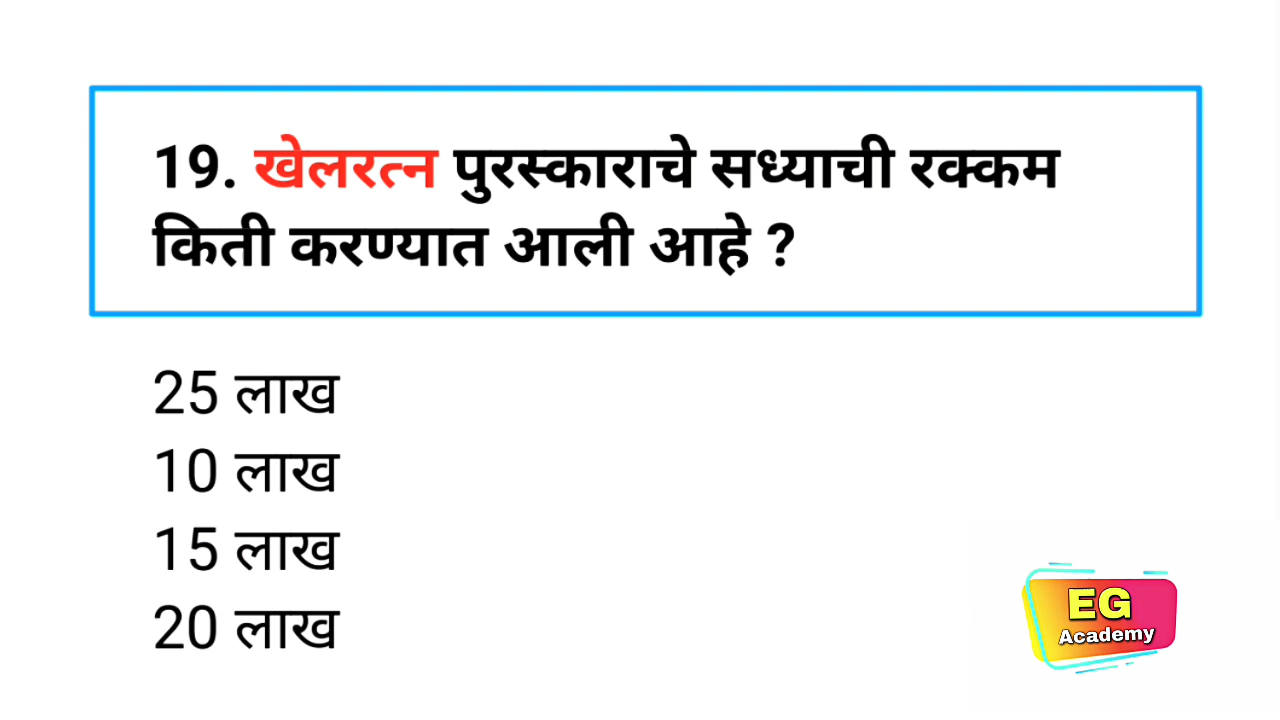 19. खेलरत्न पुरस्काराचे सध्याची रक्कम
किती करण्यात आली आहे ?
25 लाख
10 लाख
15 लाख
20 लाख
EG
Academy